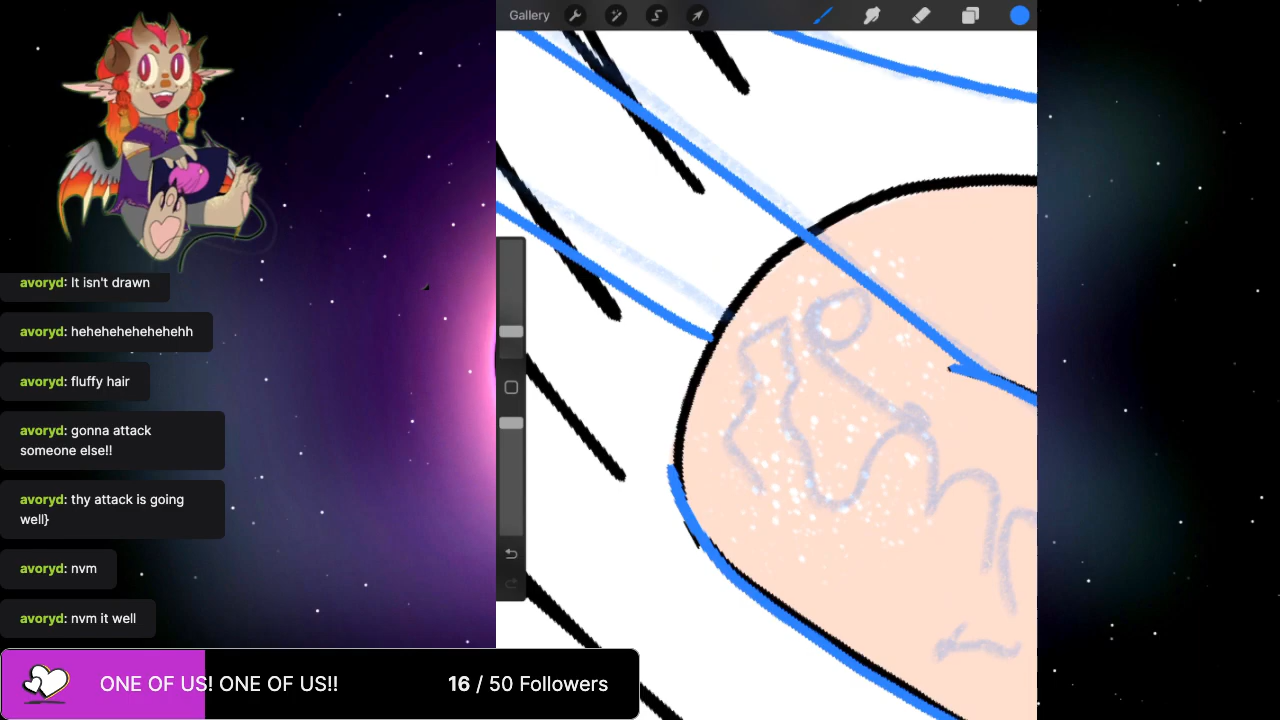 Gallery
avoryd: It isn't drawn
avoryd: hehehehehehehehh
avoryd: fluffy hair
avoryd: gonna attack
someone else!!
avoryd: thy attack is going
well}
avoryd: nvm
avoryd: nvm it well
ONE OF US! ONE OF US!!
16 / 50 Followers